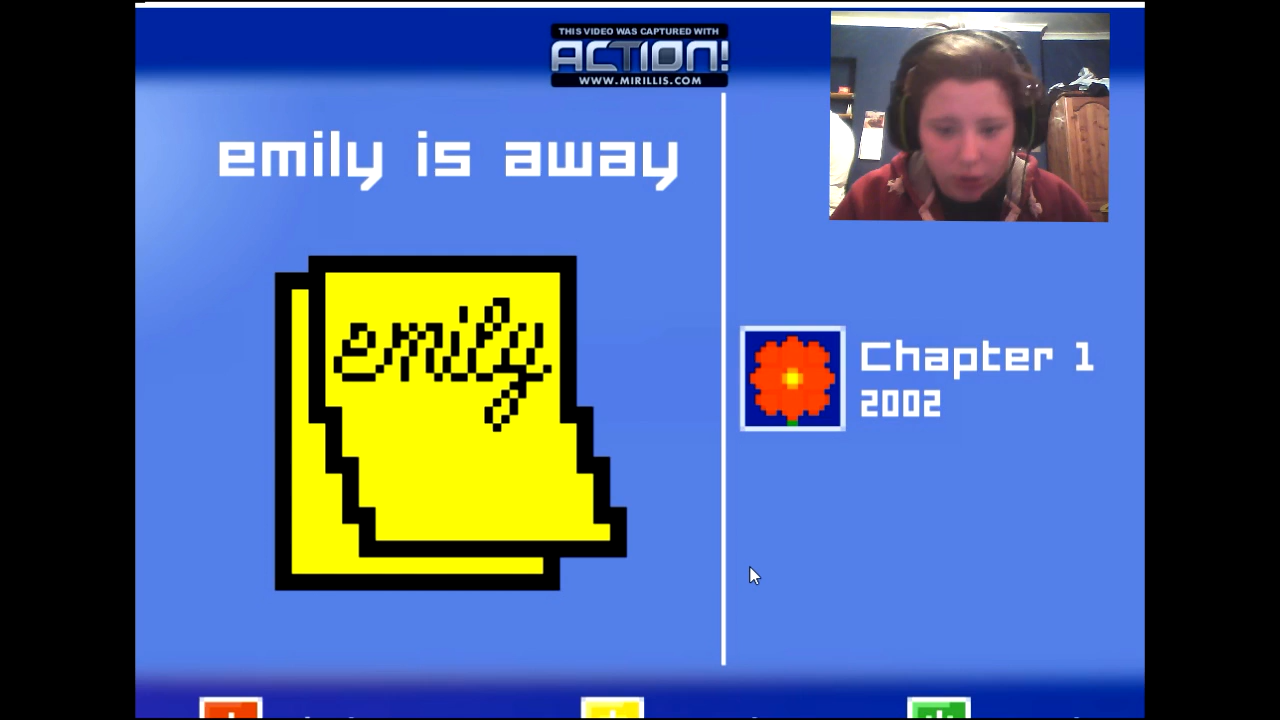 THIS VIDEO WAS CAPTURED WITH
ACTION!
WWW.MIRILLIS.COM
emily is away
emily
Chapter 1
2002